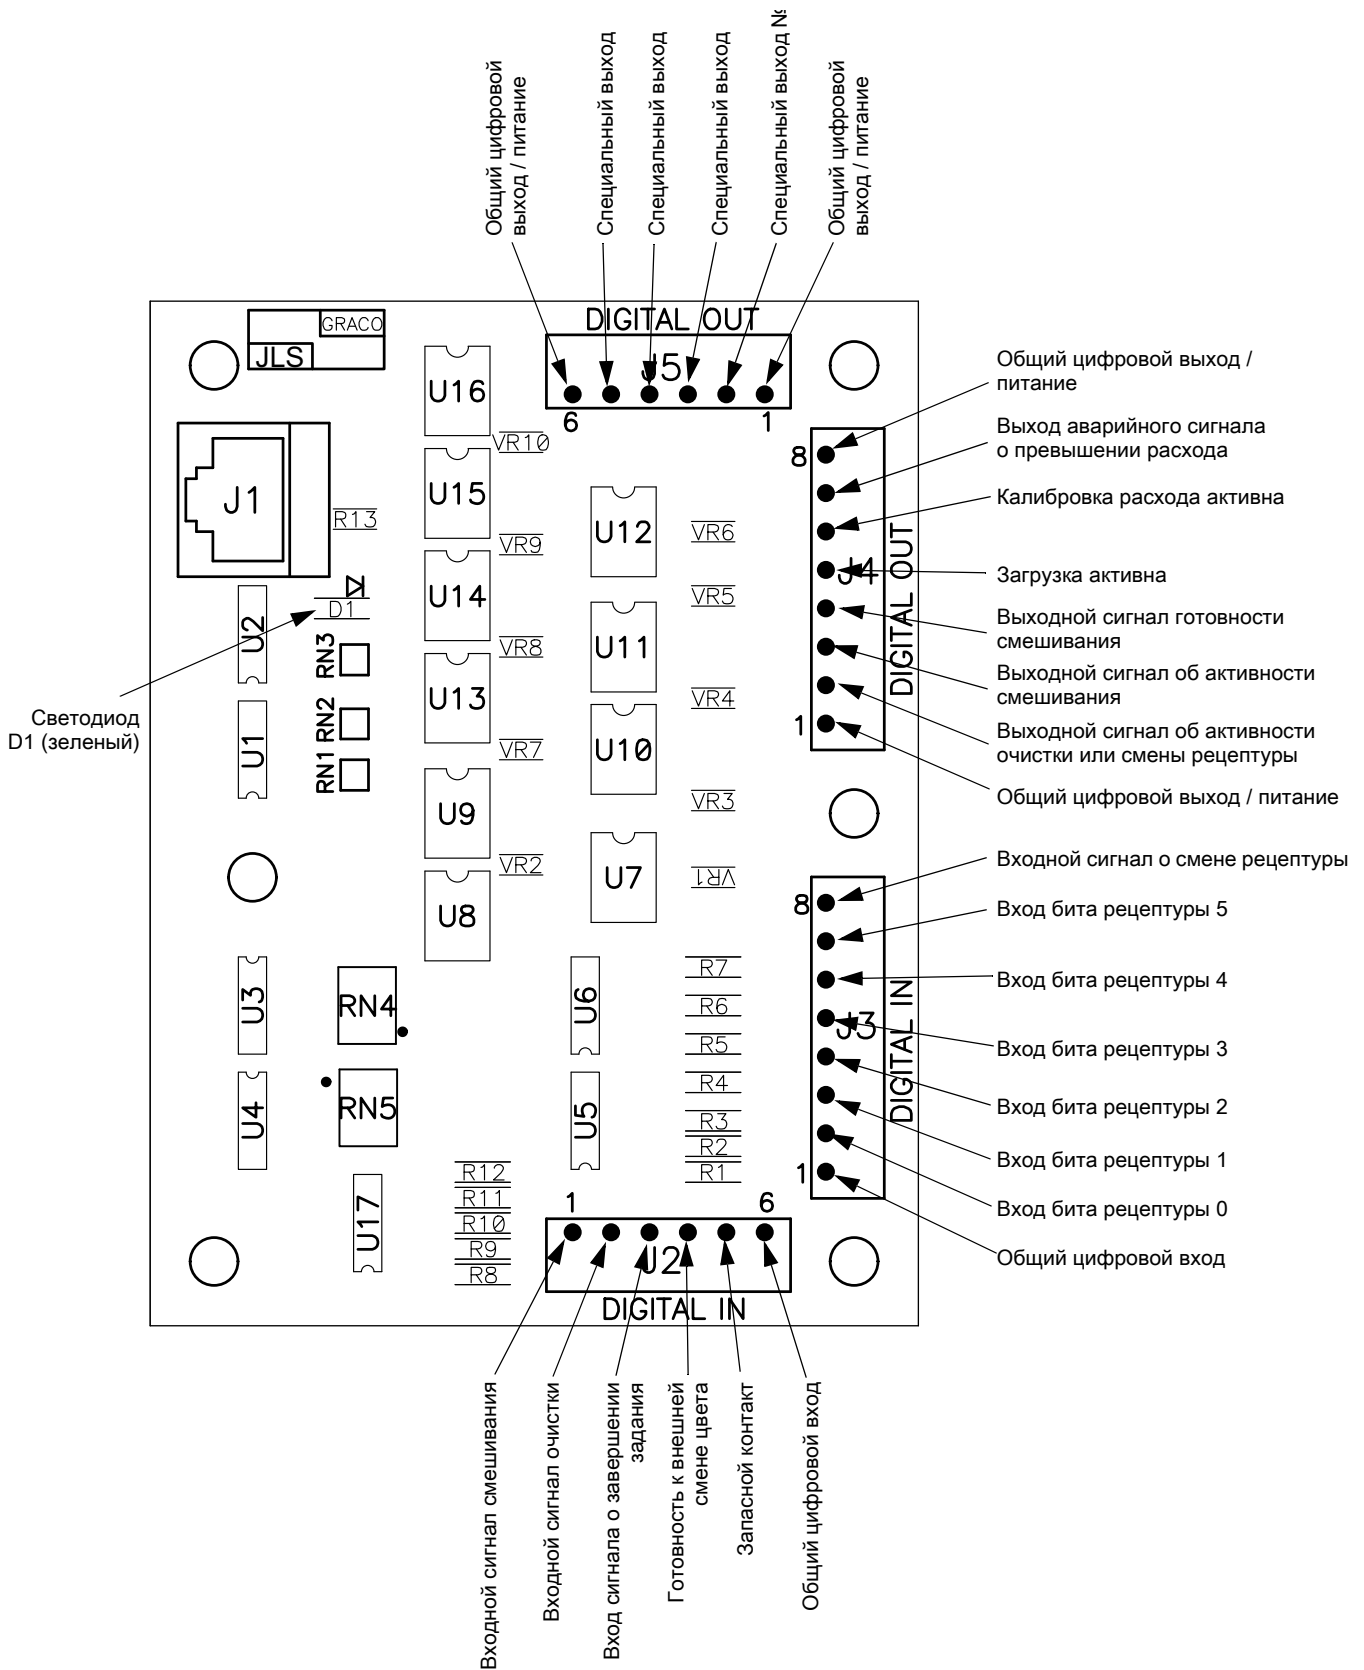 Общий цифровой
выход / питание
Специальный выход
Специальный выход
Специальный выход
Специальный выход
Общий цифровой
выход / питание
DIGITAL OUT
J5
6
1
GRACO
JLS
J1
R13
D1
U2
U1
RN3
RN2
RN1
Светодиод
D1 (зеленый)
U16
VR10
U15
VR9
U14
VR8
U13
VR7
U9
VR2
U8
U12
VR6
VR5
U11
VR4
U10
VR3
U7
VR1
8
J4
1
DIGITAL OUT
Общий цифровой выход /
питание
Выход аварийного сигнала
о превышении расхода
Калибровка расхода активна
Загрузка активна
Выходной сигнал готовности
смешивания
Выходной сигнал об активности
смешивания
Выходной сигнал об активности
очистки или смены рецептуры
Общий цифровой выход / питание
8
J3
1
DIGITAL IN
Входной сигнал о смене рецептуры
Вход бита рецептуры 5
Вход бита рецептуры 4
Вход бита рецептуры 3
Вход бита рецептуры 2
Вход бита рецептуры 1
Вход бита рецептуры 0
Общий цифровой вход
U3
U4
RN4
RN5
U17
U6
U5
R7
R6
R5
R4
R3
R2
R1
R12
R11
R10
R9
R8
1
6
J2
DIGITAL IN
Входной сигнал смешивания
Входной сигнал очистки
Вход сигнала о завершении
задания
Готовность к внешней
смене цвета
Запасной контакт
Общий цифровой вход